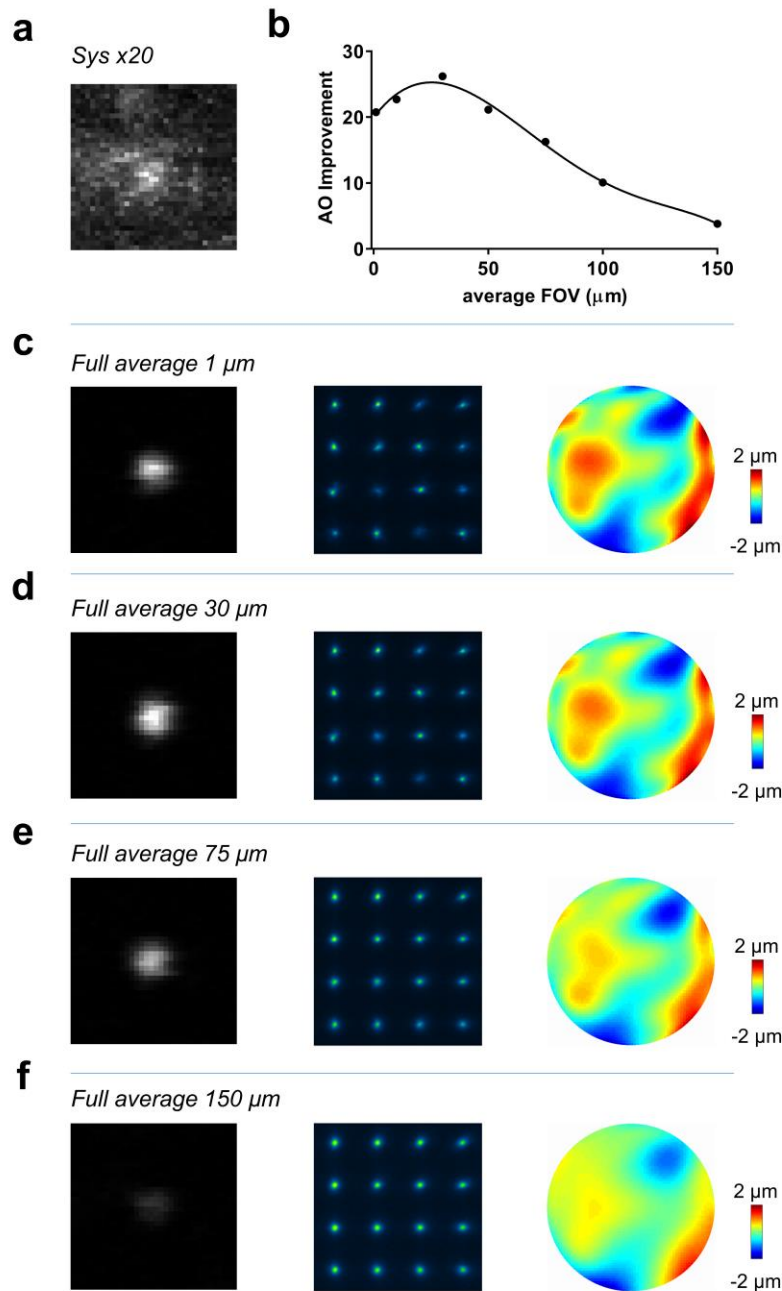 a
Sys x20
b
AO Improvement
30
20
10
0
0
50
100
150
average FOV (μm)
c
Full average 1 μm
2 μm
-2 μm
d
Full average 30 μm
2 μm
-2 μm
e
Full average 75 μm
2 μm
-2 μm
f
Full average 150 μm
2 μm
-2 μm